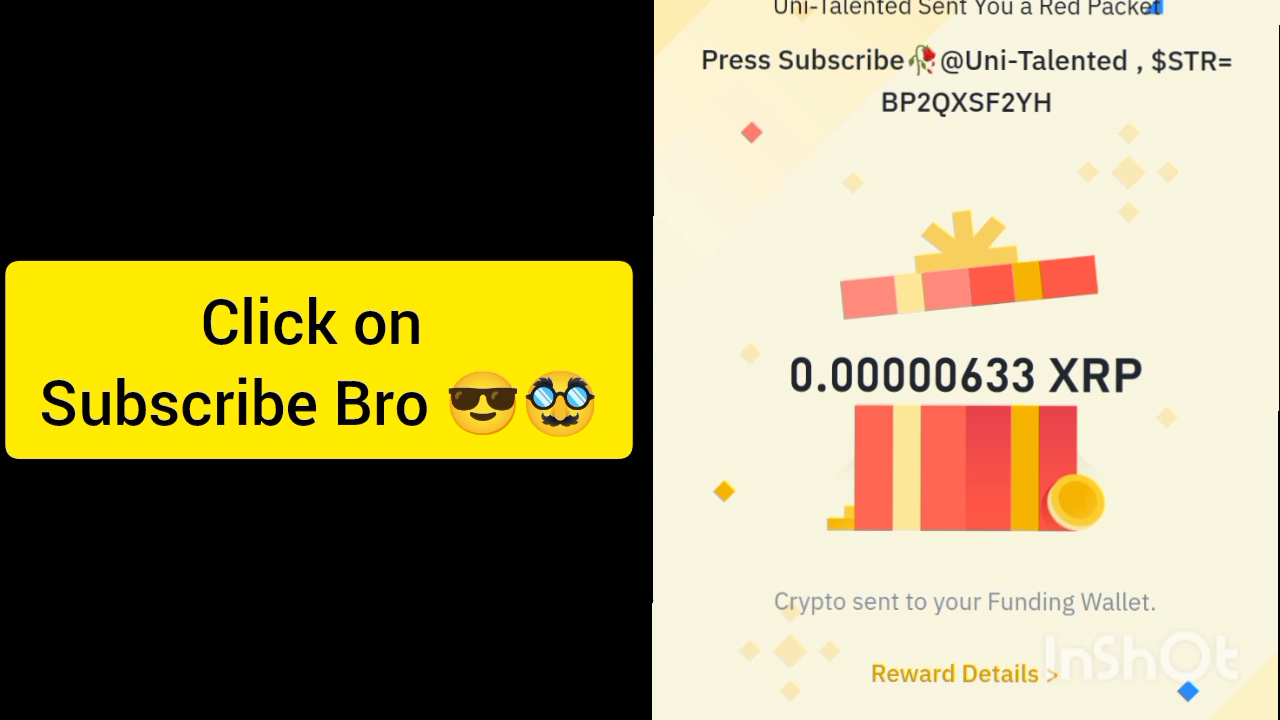 Click on
Subscribe Bro 😎🥸
Uni-Talented Sent You a Red Packet
Press Subscribe🥀@Uni-Talented , $STR=
BP2QXSF2YH
0.00000633 XRP
Crypto sent to your Funding Wallet.
Reward Details >
InShOt